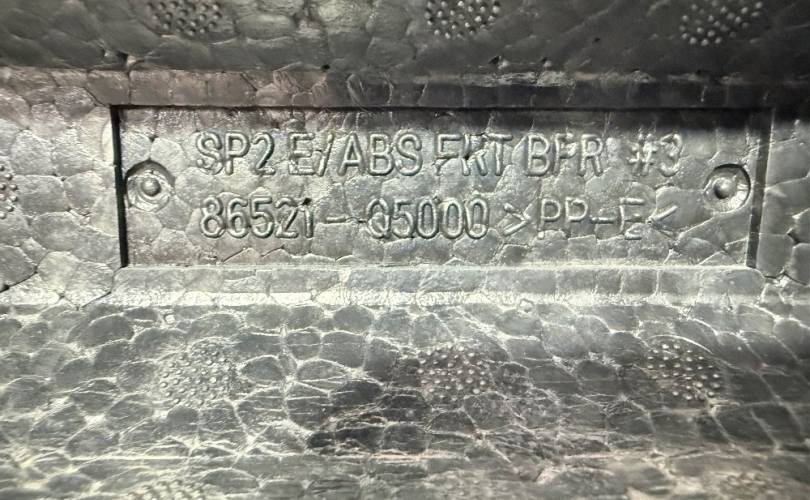 SP2 E/ABS FRT BFR #3
86521-Q5000 >PP-E<